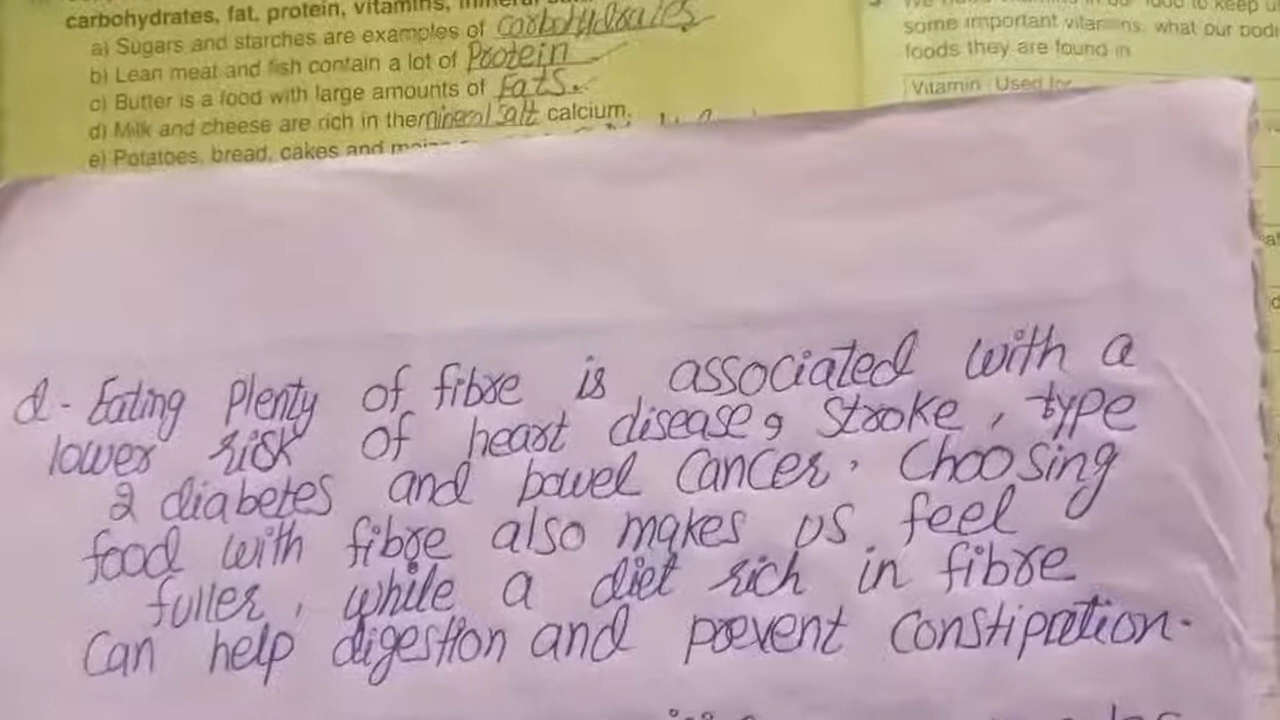 carbohydrates, fat, protein, vitamins,
a) Sugars and starches are examples of Carbohydrates
b) Lean meat and fish contain a lot of Protein
c) Butter is a food with large amounts of Fats.
d) Milk and cheese are rich in the mineral salt calcium.
e) Potatoes, bread, cakes and
some important vitamins, what our
foods they are found in
Vitamin Used for
d - Eating Plenty of fibre is associated with a
lower risk of heart disease, Stroke, type
2 diabetes and bowel Cancer. Choosing
food with fibre also makes us feel
fuller, while a diet rich in fibre
Can help digestion and prevent Constipration.